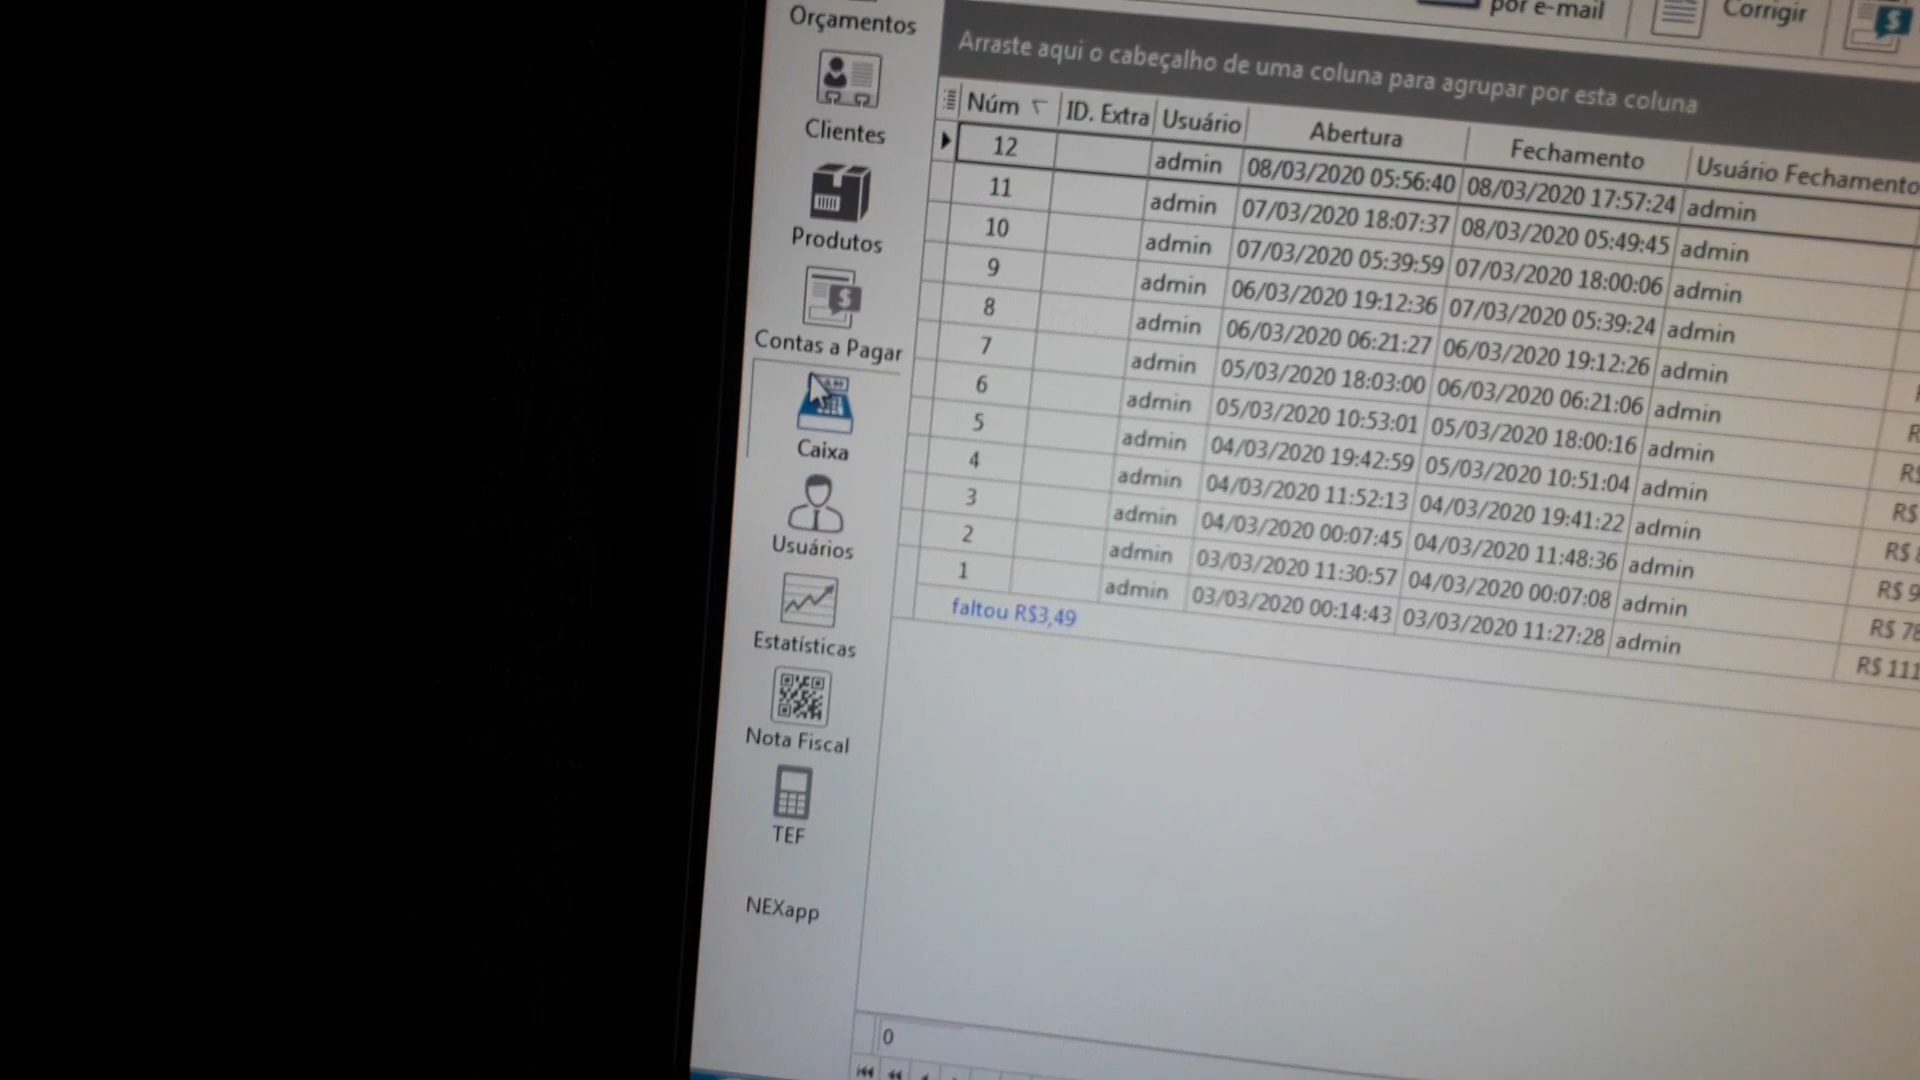 Orçamentos
Clientes
Produtos
Contas a Pagar
Caixa
Usuários
Estatísticas
Nota Fiscal
TEF
NEXapp
por e-mail Corrigir
Arraste aqui o cabeçalho de uma coluna para agrupar por esta coluna
Núm ID. Extra Usuário Abertura Fechamento Usuário Fechamento
12 admin 08/03/2020 05:56:40 08/03/2020 17:57:24 admin
11 admin 07/03/2020 18:07:37 08/03/2020 05:49:45 admin
10 admin 07/03/2020 05:39:59 07/03/2020 18:00:06 admin
9 admin 06/03/2020 19:12:36 07/03/2020 05:39:24 admin
8 admin 06/03/2020 06:21:27 06/03/2020 19:12:26 admin
7 admin 05/03/2020 18:03:00 06/03/2020 06:21:06 admin
6 admin 05/03/2020 10:53:01 05/03/2020 18:00:16 admin
5 admin 04/03/2020 19:42:59 05/03/2020 10:51:04 admin R$
4 admin 04/03/2020 11:52:13 04/03/2020 19:41:22 admin R$
3 admin 04/03/2020 00:07:45 04/03/2020 11:48:36 admin R$
2 admin 03/03/2020 11:30:57 04/03/2020 00:07:08 admin R$ 78
1 admin 03/03/2020 00:14:43 03/03/2020 11:27:28 admin R$ 111
faltou R$3,49
0